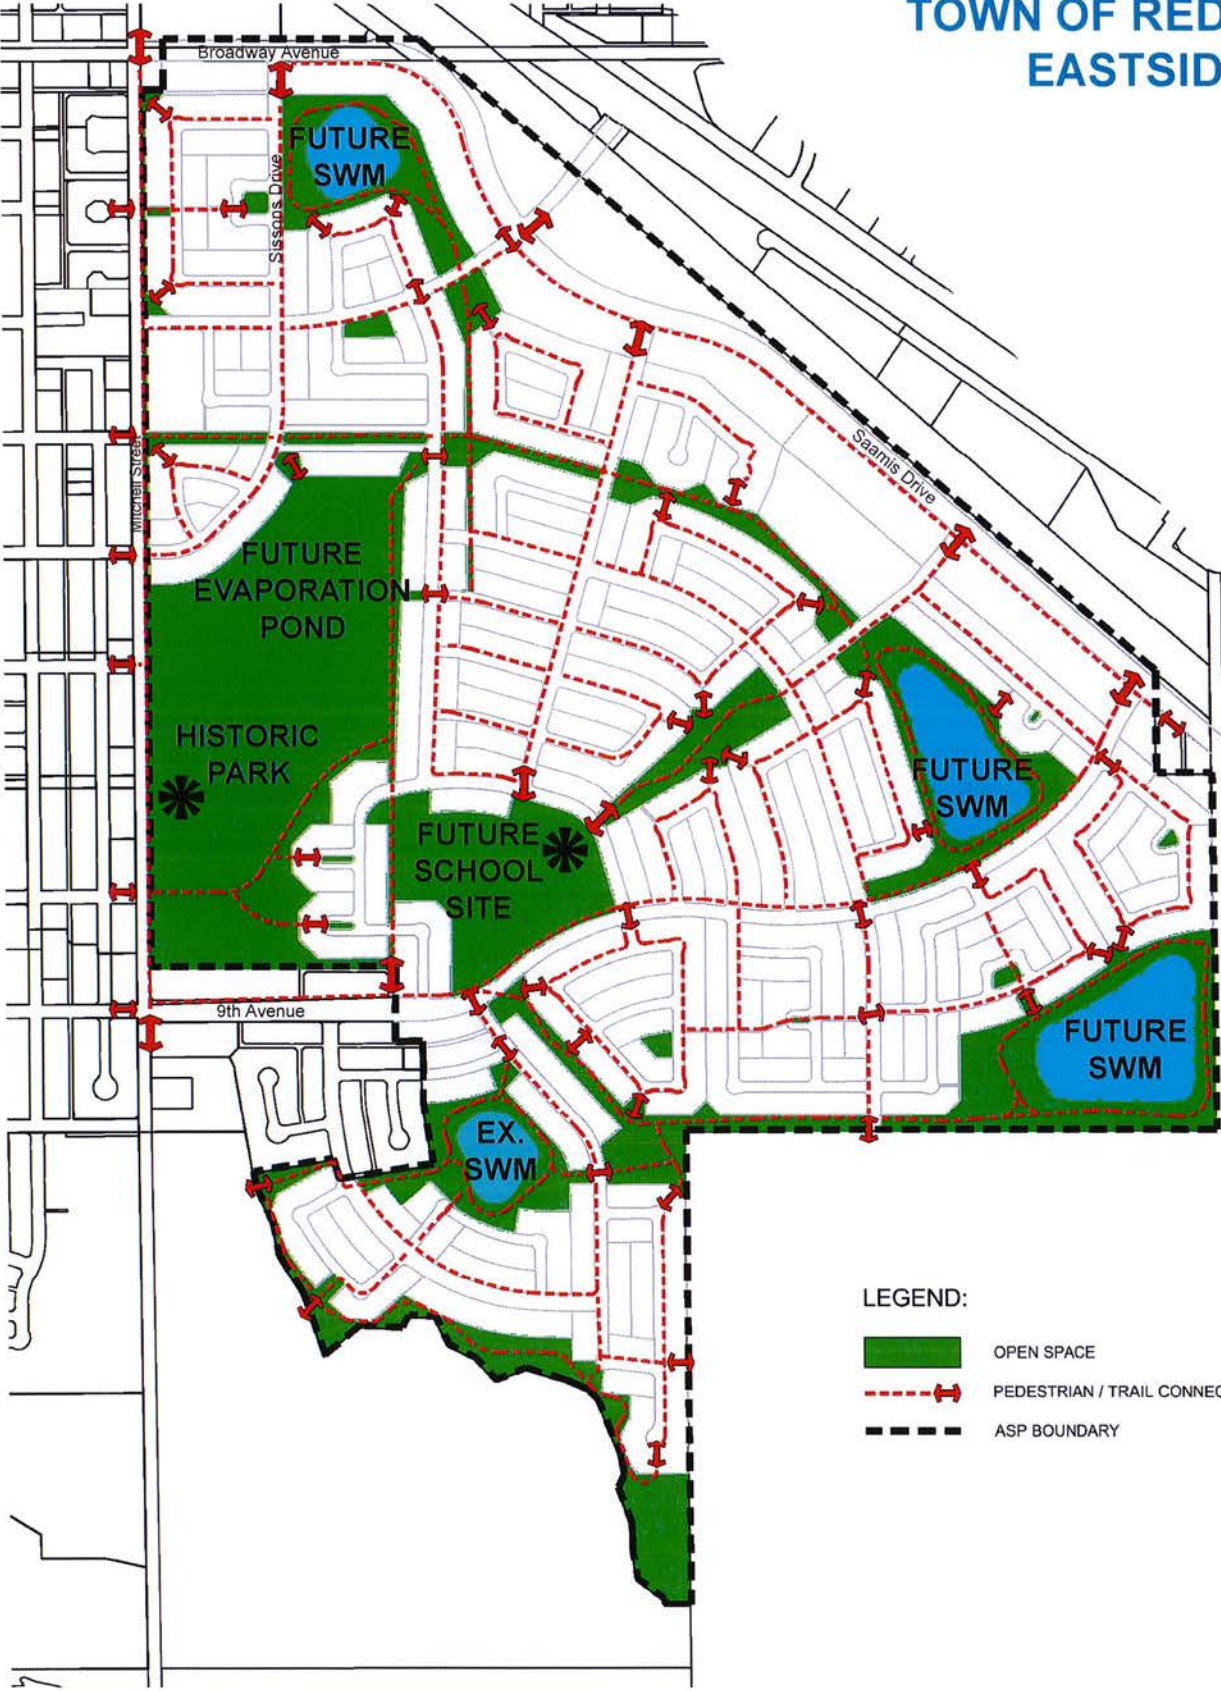 TOWN OF RED
EASTSID
Broadway Avenue
Sissons Drive
FUTURE
SWM
Mitchell Street
Saamis Drive
FUTURE
EVAPORATION
POND
HISTORIC
PARK
FUTURE
SWM
FUTURE
SCHOOL
SITE
9th Avenue
FUTURE
SWM
EX.
SWM
LEGEND:
OPEN SPACE
PEDESTRIAN / TRAIL CONNEC
ASP BOUNDARY